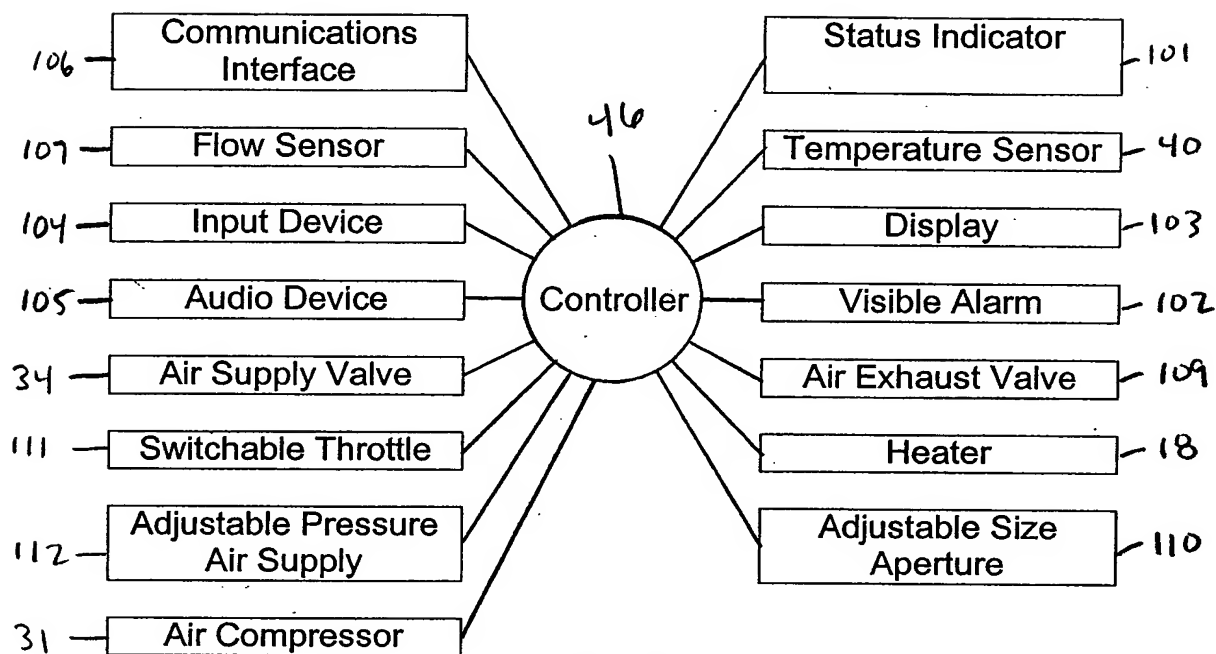 106
Communications
Interface
107
Flow Sensor
104
Input Device
105
Audio Device
34
Air Supply Valve
111
Switchable Throttle
112
Adjustable Pressure
Air Supply
31
Air Compressor
46
Controller
Status Indicator
101
Temperature Sensor
40
Display
103
Visible Alarm
102
Air Exhaust Valve
109
Heater
18
Adjustable Size
Aperture
110